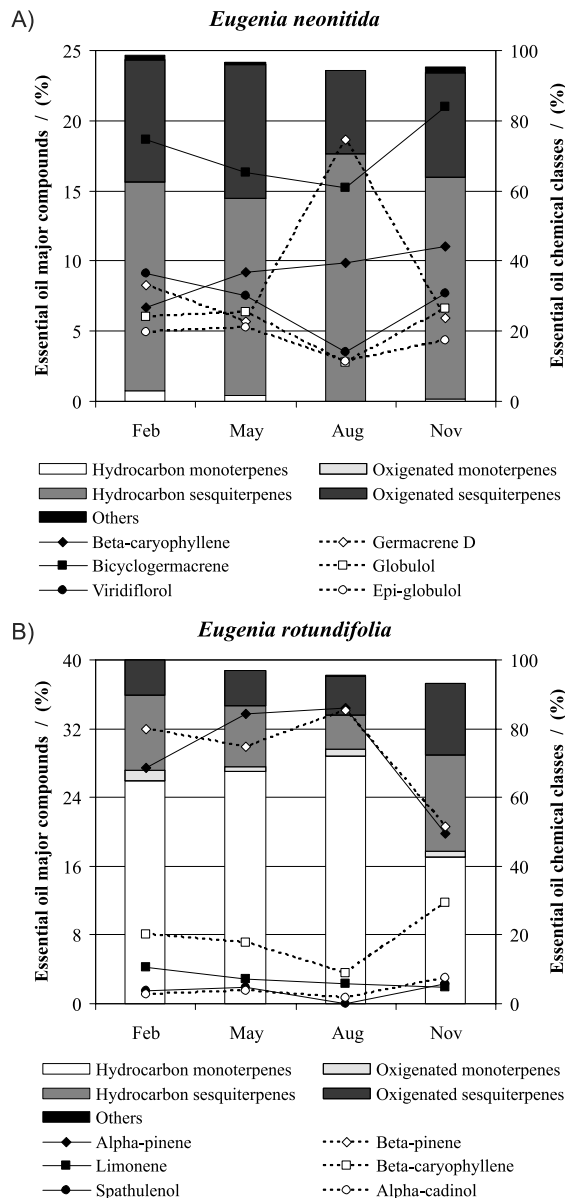 A)
Eugenia neonitida
Essential oil major compounds / (%)
25
20
15
10
5
0
100
80
60
40
20
0
Essential oil chemical classes / (%)
Feb May Aug Nov
Hydrocarbon monoterpenes Oxigenated monoterpenes
Hydrocarbon sesquiterpenes Oxigenated sesquiterpenes
Others
Beta-caryophyllene Germacrene D
Bicyclogermacrene Globulol
Viridiflorol Epi-globulol
B)
Eugenia rotundifolia
Essential oil major compounds / (%)
40
32
24
16
8
0
100
80
60
40
20
0
Essential oil chemical classes / (%)
Feb May Aug Nov
Hydrocarbon monoterpenes Oxigenated monoterpenes
Hydrocarbon sesquiterpenes Oxigenated sesquiterpenes
Others
Alpha-pinene Beta-pinene
Limonene Beta-caryophyllene
Spathulenol Alpha-cadinol